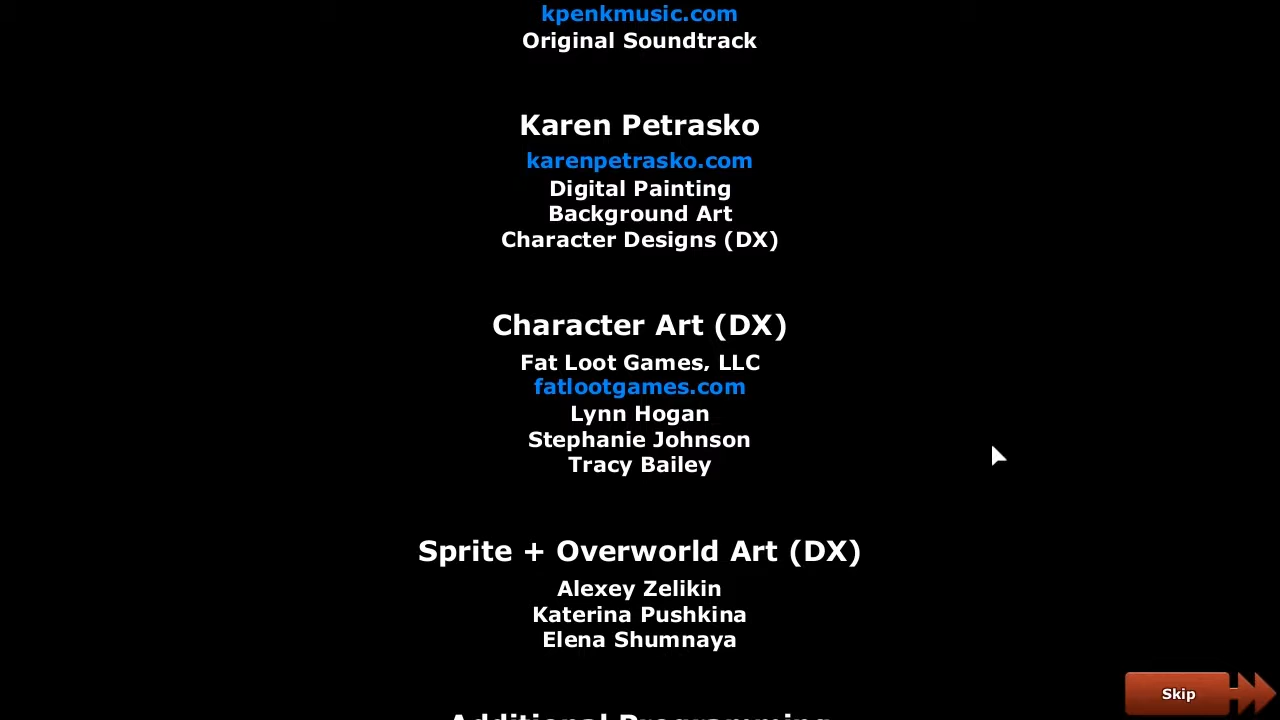 kpenkmusic.com
Original Soundtrack
Karen Petrasko
karenpetrasko.com
Digital Painting
Background Art
Character Designs (DX)
Character Art (DX)
Fat Loot Games, LLC
fatlootgames.com
Lynn Hogan
Stephanie Johnson
Tracy Bailey
Sprite + Overworld Art (DX)
Alexey Zelikin
Katerina Pushkina
Elena Shumnaya
Skip
Additional Programming